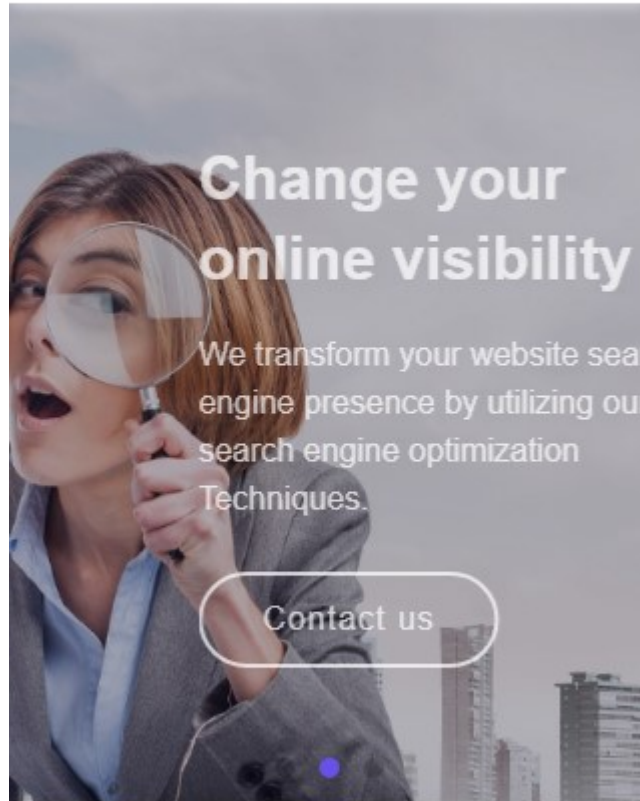 Change your
online visibility
We transform your website sea
engine presence by utilizing ou
search engine optimization
Techniques.
Contact us